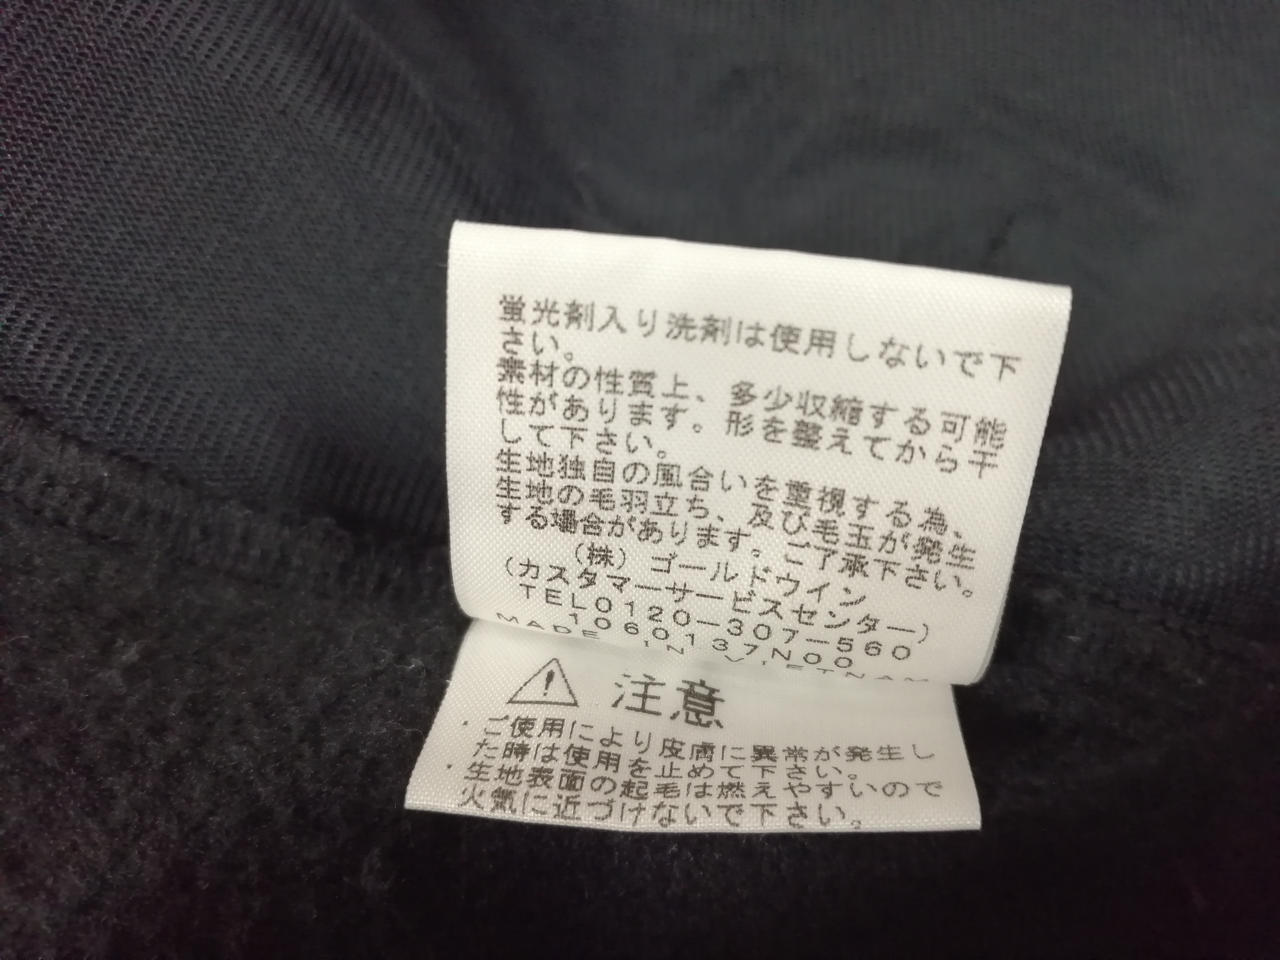 蛍光剤入り洗剤は使用しないで下
さい。
素材の性質上、多少収縮する可能
性があります。形を整えてから干
して下さい。
生地独自の風合いを重視する為、
生地の毛羽立ち、及び毛玉が発生
する場合があります。ご了承下さい。
（株）ゴールドウイン
（カスタマーサービスセンター）
TEL0120-307-560
1060137N00
MADE IN VIETNAM
注意
・ご使用により皮膚に異常が発生し
た時は使用を止めて下さい。
・生地表面の起毛は燃えやすいので
火気に近づけないで下さい。